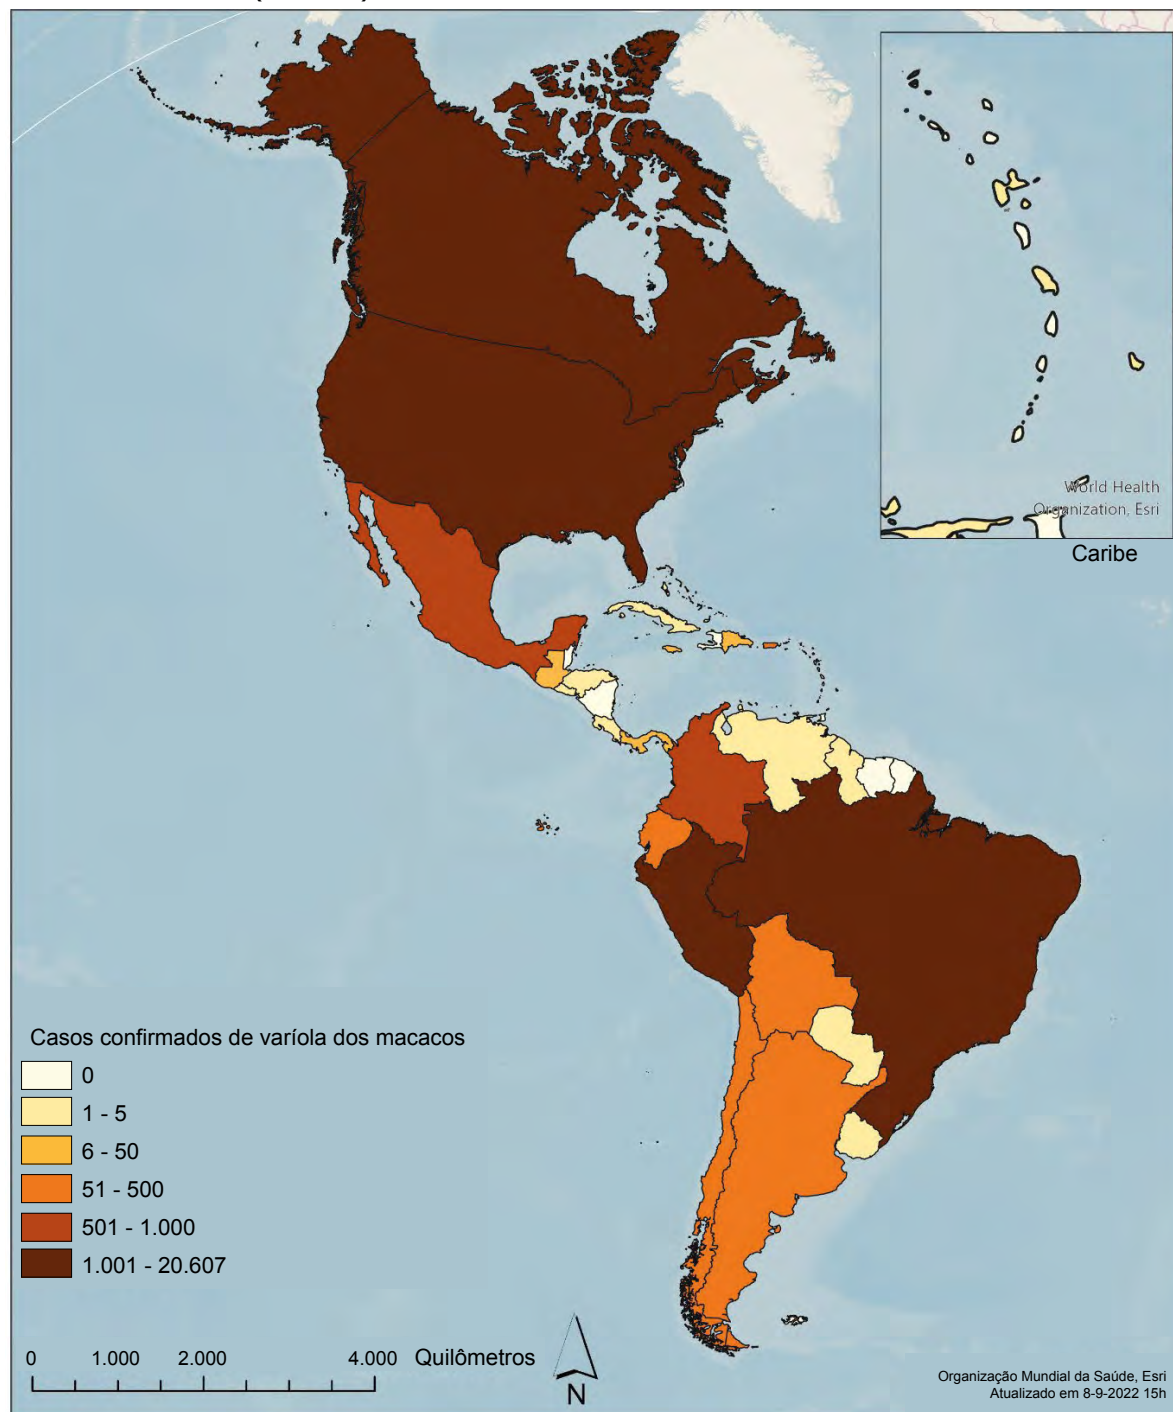 World Health
Organization, Esri
Caribe
Casos confirmados de varíola dos macacos
0
1 - 5
6 - 50
51 - 500
501 - 1.000
1.001 - 20.607
0 1.000 2.000 4.000 Quilômetros
N
Organização Mundial da Saúde, Esri
Atualizado em 8-9-2022 15h